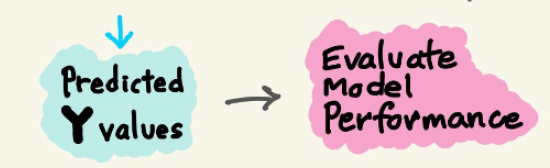 Predicted
Y values
Evaluate
Model
Performance